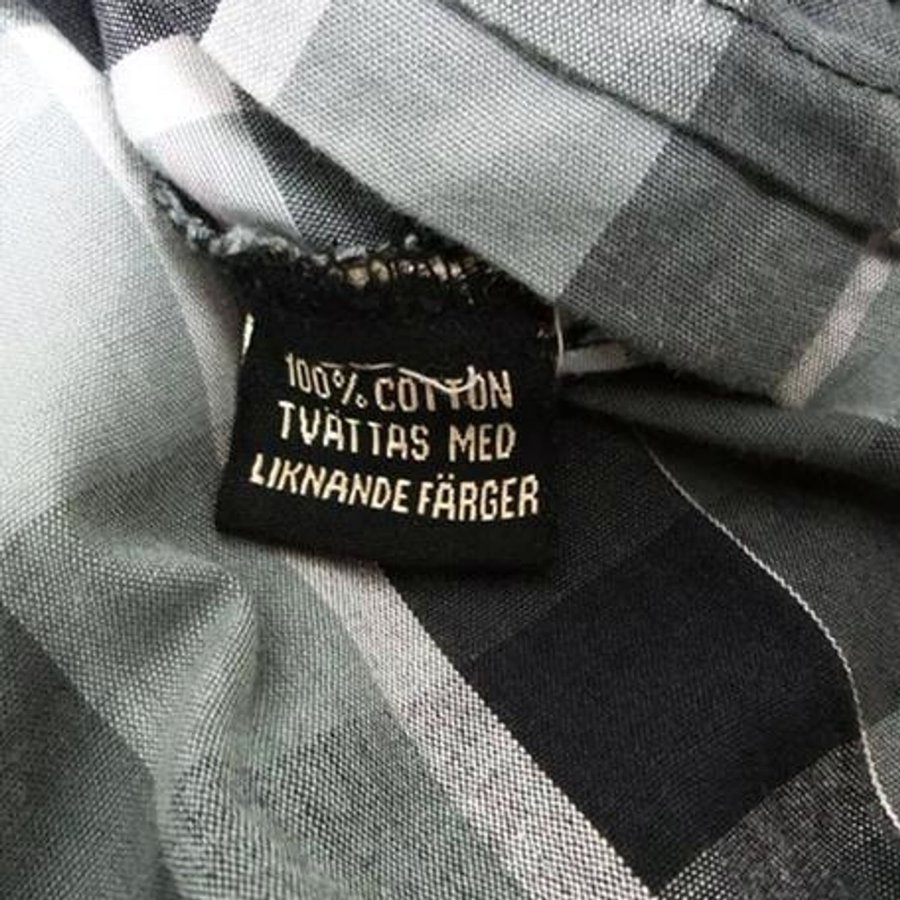 100% COTTON
TVÄTTAS MED
LIKNANDE FÄRGER